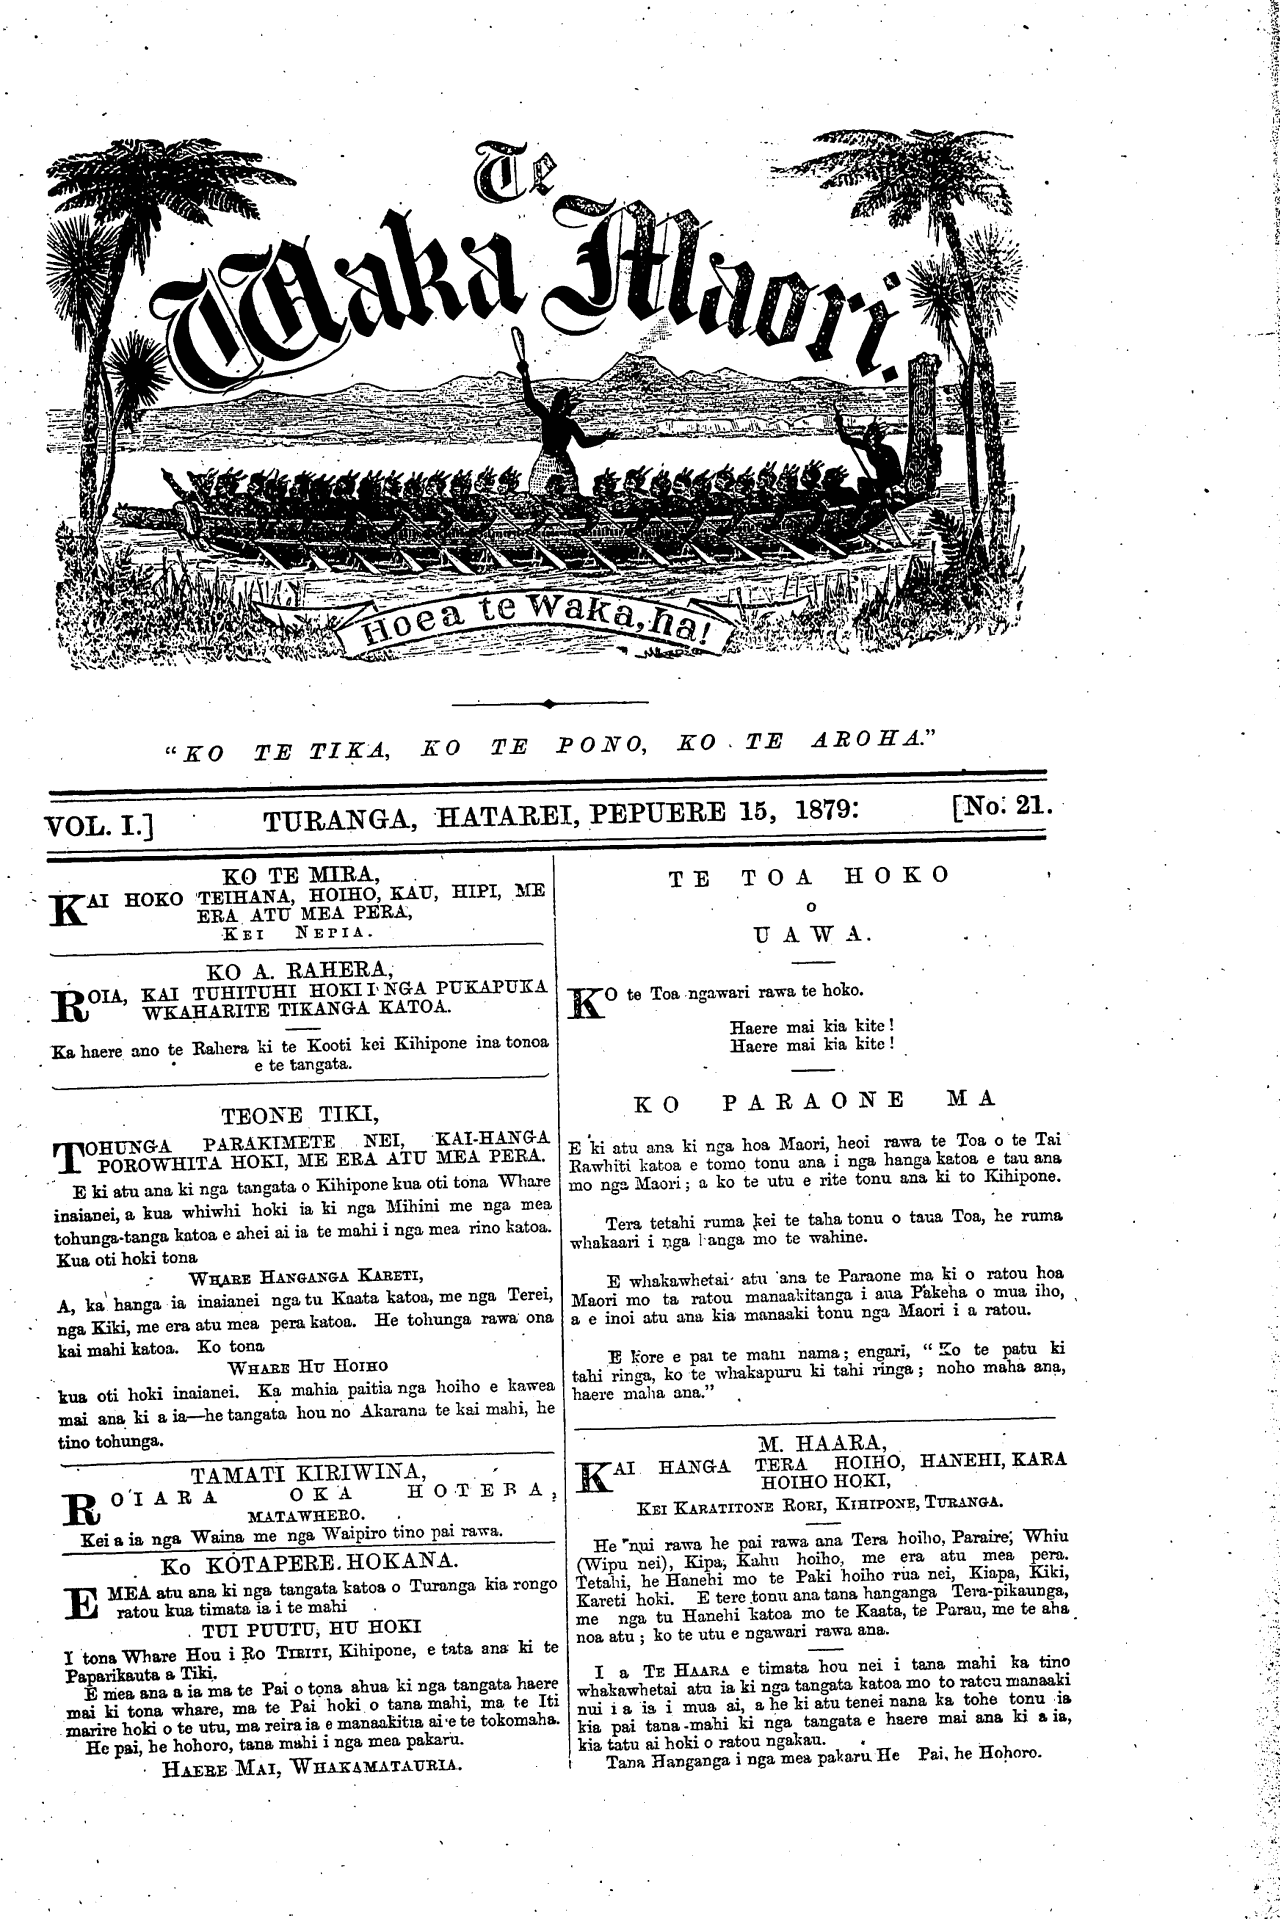 Te
Waka Maori.
Hoea te Waka, ha!
"KO TE TIKA, KO TE PONO, KO TE AROHA."
VOL. I.] TURANGA, HATAREI, PEPUERE 15, 1879: [No. 21.
KO TE MIRA,
KAI HOKO TEIHANA, HOIHO, KAU, HIPI, ME
ERA ATU MEA PERA,
KEI NEPIA.
KO A. RAHERA,
ROIA, KAI TUHITUHI HOKI I NGA PUKAPUKA
WKAHARITE TIKANGA KATOA.
Ka haere ano te Rahera ki te Kooti kei Kihipone ina tonoa
e te tangata.
TEONE TIKI,
TOHUNGA PARAKIMETE NEI, KAI-HANGA
POROWHITA HOKI, ME ERA ATU MEA PERA.
E ki atu ana ki nga tangata o Kihipone kua oti tona Whare
inaianei, a kua whiwhi hoki ia ki nga Mihini me nga mea
tohunga-tanga katoa e ahei ai ia te mahi i nga mea rino katoa.
Kua oti hoki tona
WHARE HANGANGA KARETI,
A, ka hanga ia inaianei nga tu Kaata katoa, me nga Terei,
nga Kiki, me era atu mea pera katoa. He tohunga rawa ona
kai mahi katoa. Ko tona
WHARE HU HOIHO
kua oti hoki inaianei. Ka mahia paitia nga hoiho e kawea
mai ana ki a ia—he tangata hou no Akarana te kai mahi, he
tino tohunga.
TAMATI KIRIWINA,
ROIARA OKA HOTERA,
MATAWHERO.
Kei a ia nga Waina me nga Waipiro tino pai rawa.
Ko KOTAPERE HOKANA.
E MEA atu ana ki nga tangata katoa o Turanga kia rongo
ratou kua timata ia i te mahi
TUI PUUTU, HU HOKI
I tona Whare Hou i RO TIRITI, Kihipone, e tata ana ki te
Paparikauta a Tiki.
E mea ana a ia ma te Pai o tona ahua ki nga tangata haere
mai ki tona whare, ma te Pai hoki o tana mahi, ma te Iti
marire hoki o te utu, ma reira ia e manaakitia ai e te tokomaha.
He pai, he hohoro, tana mahi i nga mea pakaru.
HAERE MAI, WHAKAMATAURIA.
TE TOA HOKO
O
UAWA.
KO te Toa ngawari rawa te hoko.
Haere mai kia kite!
Haere mai kia kite!
KO PARAONE MA
E ki atu ana ki nga hoa Maori, heoi rawa te Toa o te Tai
Rawhiti katoa e tomo tonu ana i nga hanga katoa e tau ana
mo nga Maori; a ko te utu e rite tonu ana ki to Kihipone.
Tera tetahi ruma kei te taha tonu o taua Toa, he ruma
whakaari i nga hanga mo te wahine.
E whakawhetai atu ana te Paraone ma ki o ratou hoa
Maori mo ta ratou manaakitanga i aua Pakeha o mua iho,
a e inoi atu ana kia manaaki tonu nga Maori i a ratou.
E kore e pai te mahi nama; engari, "Ko te patu ki
tahi ringa, ko te whakapuru ki tahi ringa; noho maha ana,
haere maha ana."
M. HAARA,
KAI HANGA TERA HOIHO, HANEHI, KARA
HOIHO HOKI,
KEI KARATITONE RORI, KIHIPONE, TURANGA.
He nui rawa he pai rawa ana Tera hoiho, Paraire, Whiu
(Wipu nei), Kipa, Kahu hoiho, me era atu mea pera.
Tetahi, he Hanehi mo te Paki hoiho rua nei, Kiapa, Kiki,
Kareti hoki. E tere tonu ana tana hanganga Tera-pikaunga,
me nga tu Hanehi katoa mo te Kaata, te Parau, me te aha
noa atu; ko te utu e ngawari rawa ana.
I a TE HAARA e timata hou nei i tana mahi ka tino
whakawhetai atu ia ki nga tangata katoa mo to ratou manaaki
nui i a ia i mua ai, a he ki atu tenei nana ka tohe tonu ia
kia pai tana mahi ki nga tangata e haere mai ana ki a ia,
kia tatu ai hoki o ratou ngakau.
Tana Hanganga i nga mea pakaru He Pai, he Hohoro.